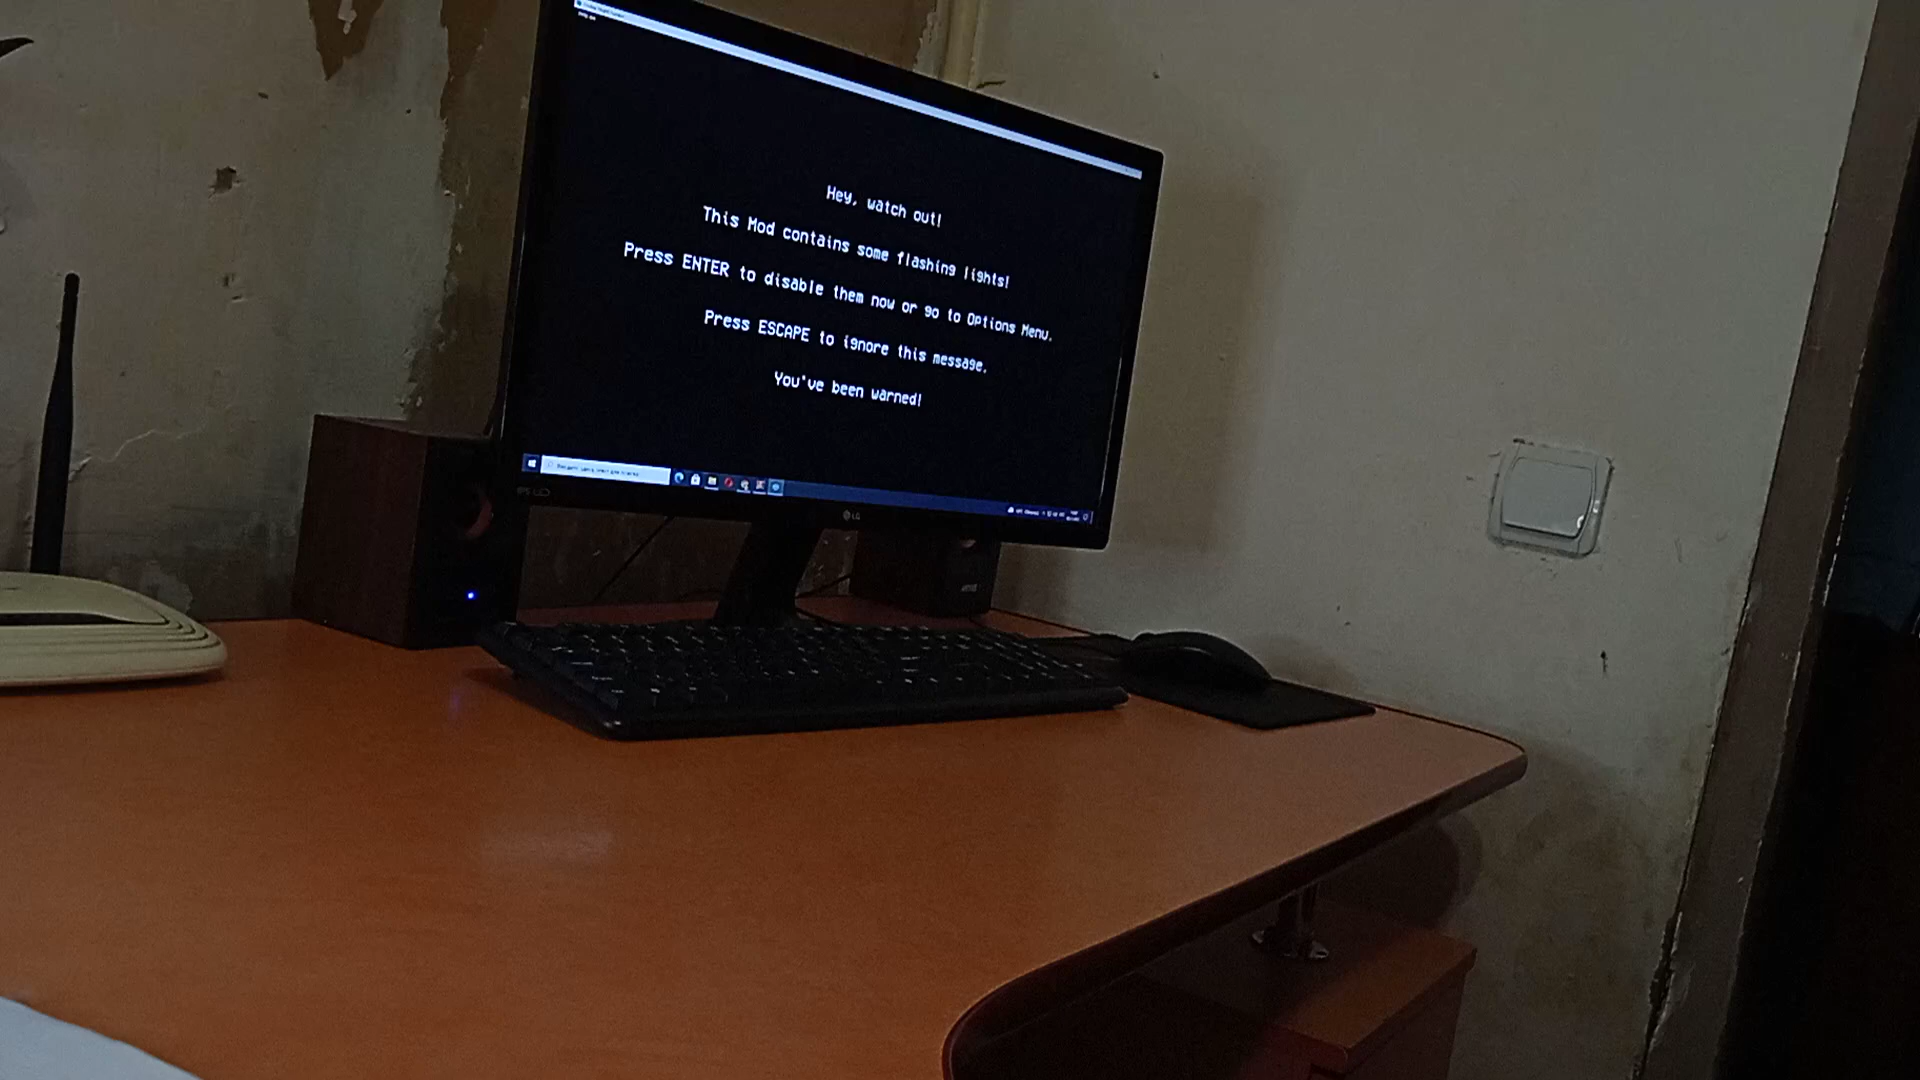 Hey, watch out!
This Mod contains some flashing lights!
Press ENTER to disable them now or go to Options Menu.
Press ESCAPE to ignore this message.
You've been warned!
LG